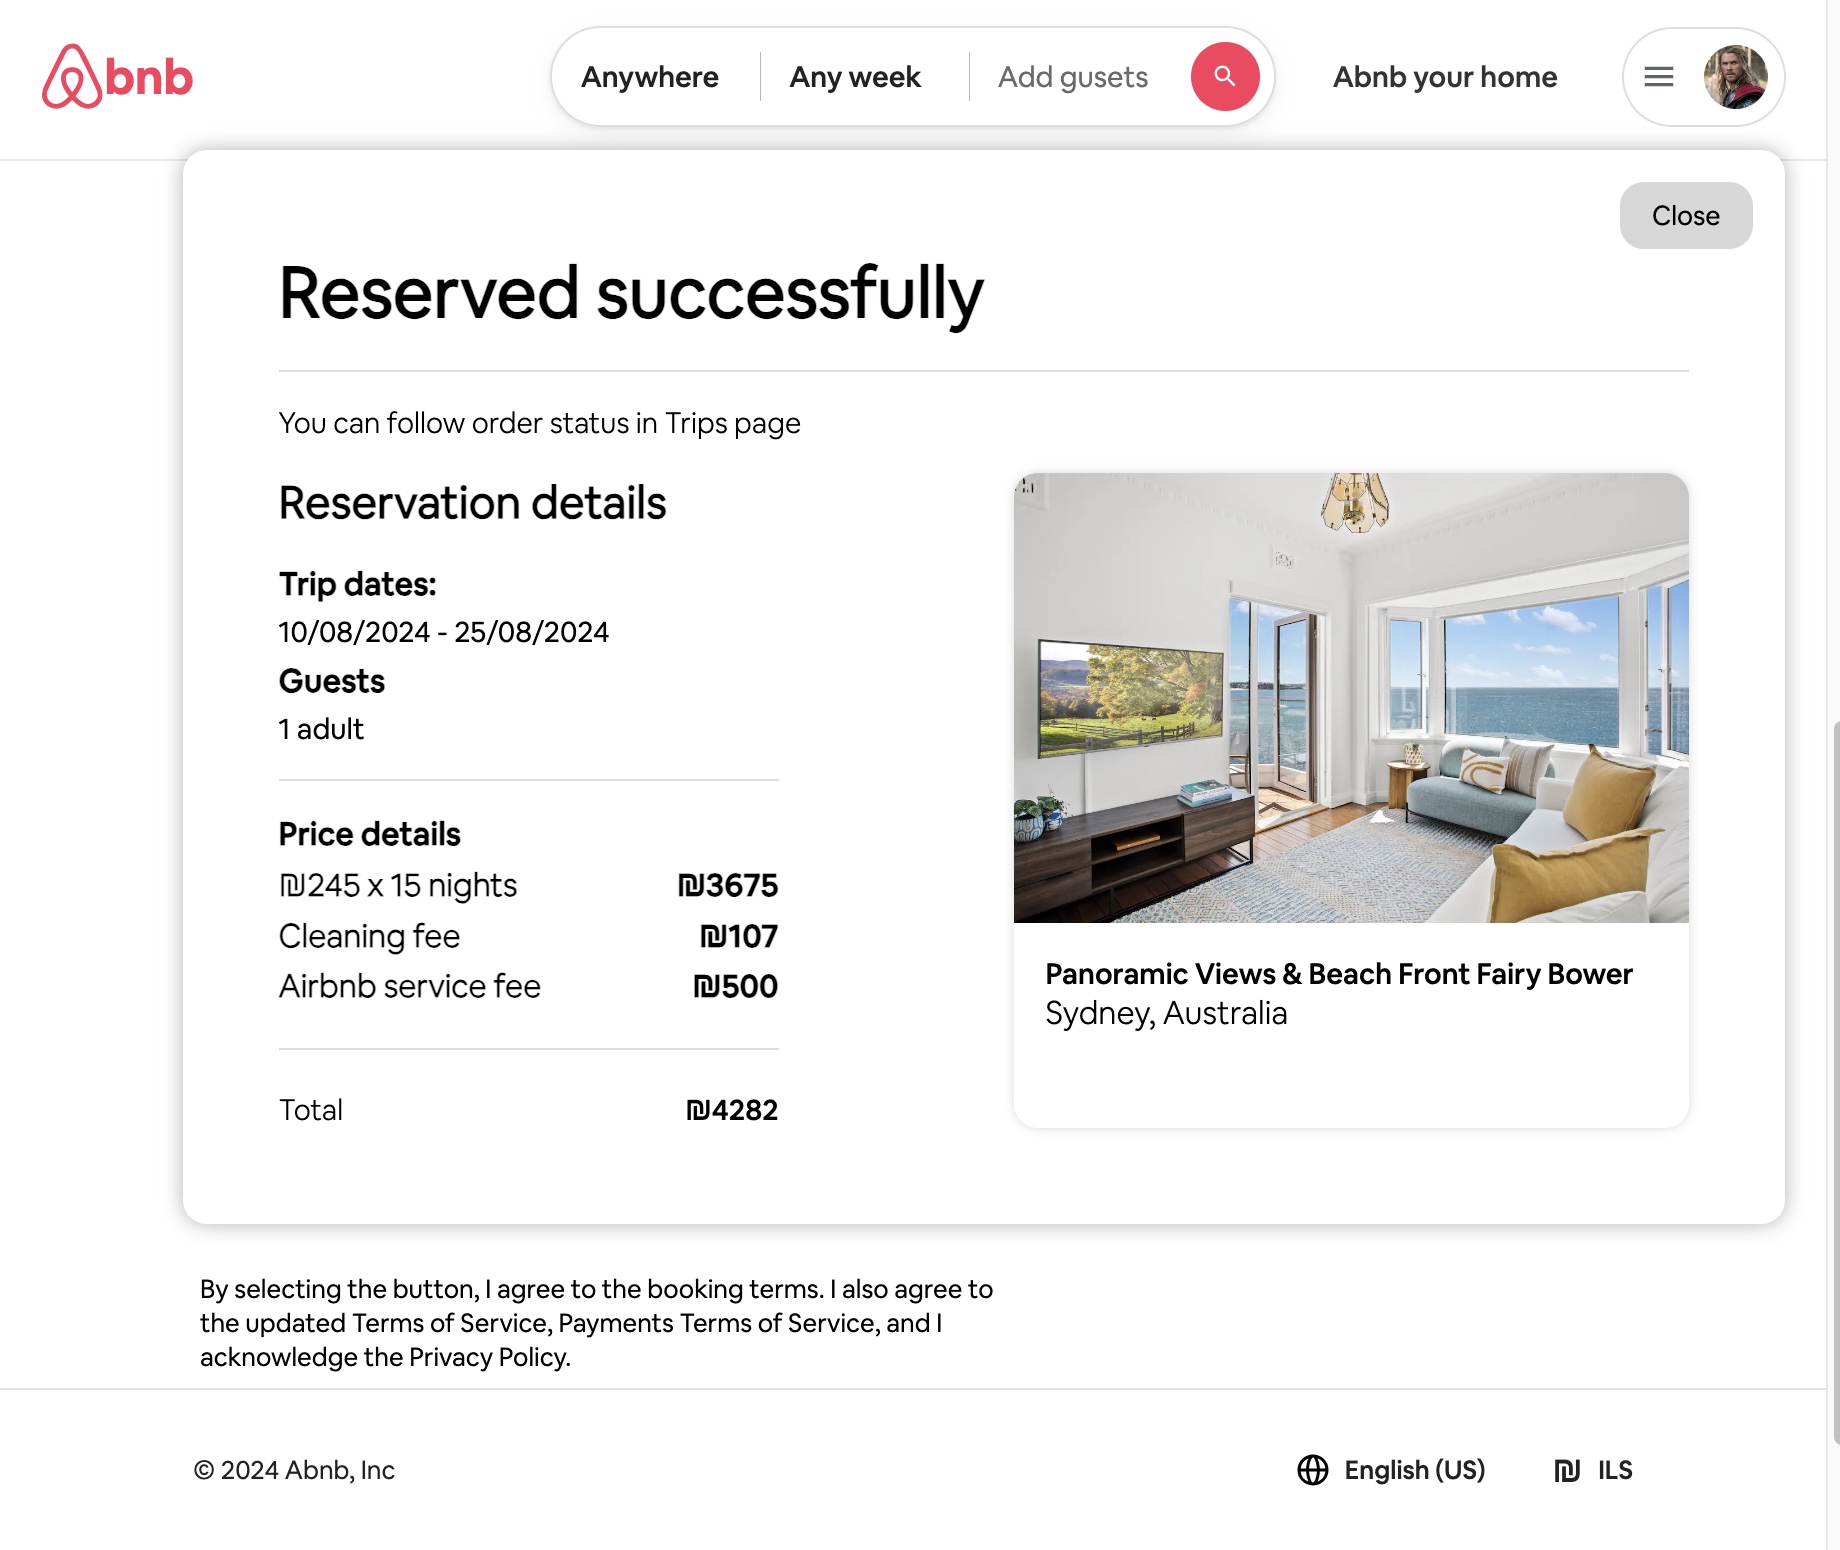 bnb
Anywhere
Any week
Add gusets
Abnb your home
Close
Reserved successfully
You can follow order status in Trips page
Reservation details
Trip dates:
10/08/2024 - 25/08/2024
Guests
1 adult
Price details
₪245 x 15 nights ₪3675
Cleaning fee ₪107
Airbnb service fee ₪500
Total ₪4282
Panoramic Views & Beach Front Fairy Bower
Sydney, Australia
By selecting the button, I agree to the booking terms. I also agree to
the updated Terms of Service, Payments Terms of Service, and I
acknowledge the Privacy Policy.
© 2024 Abnb, Inc
English (US)
₪ ILS